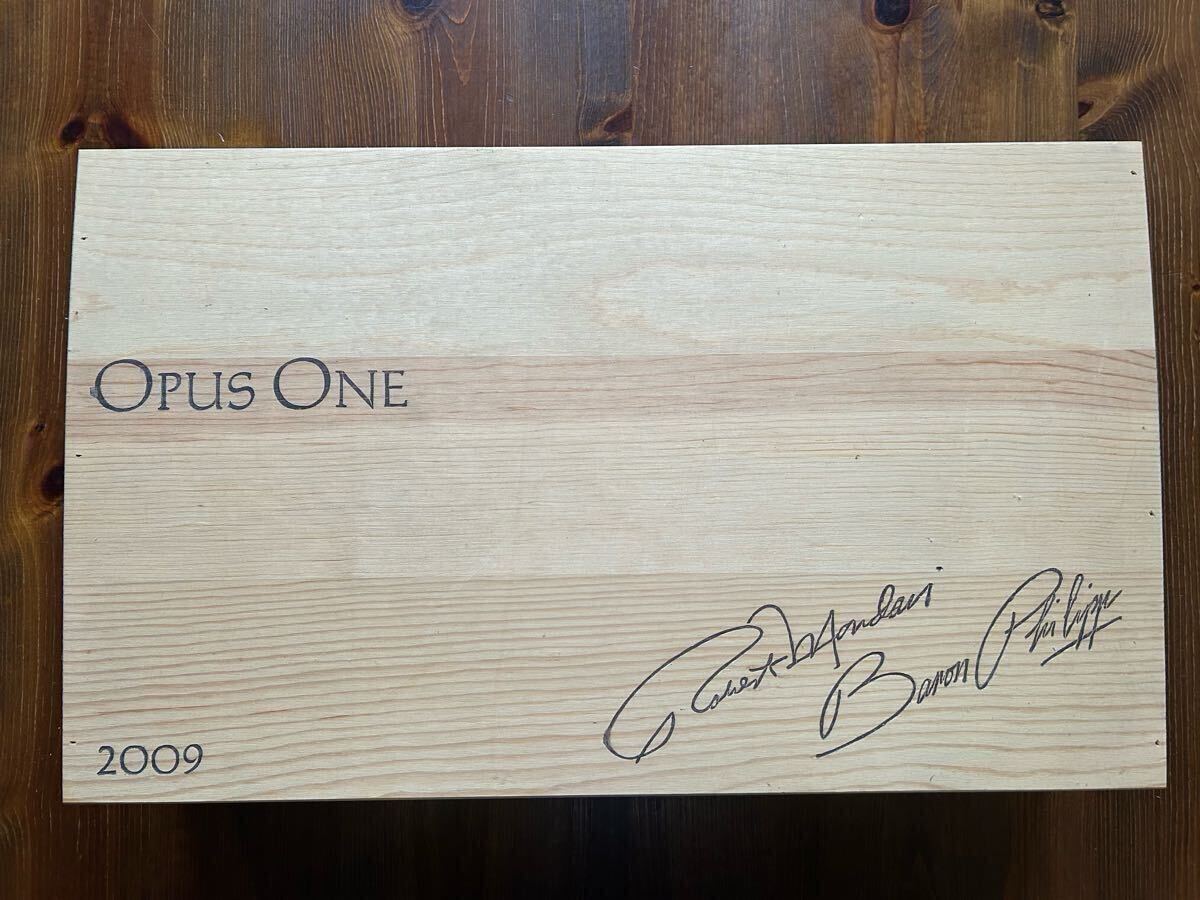 OPUS ONE
Robert Mondavi
Baron Philippe
2009